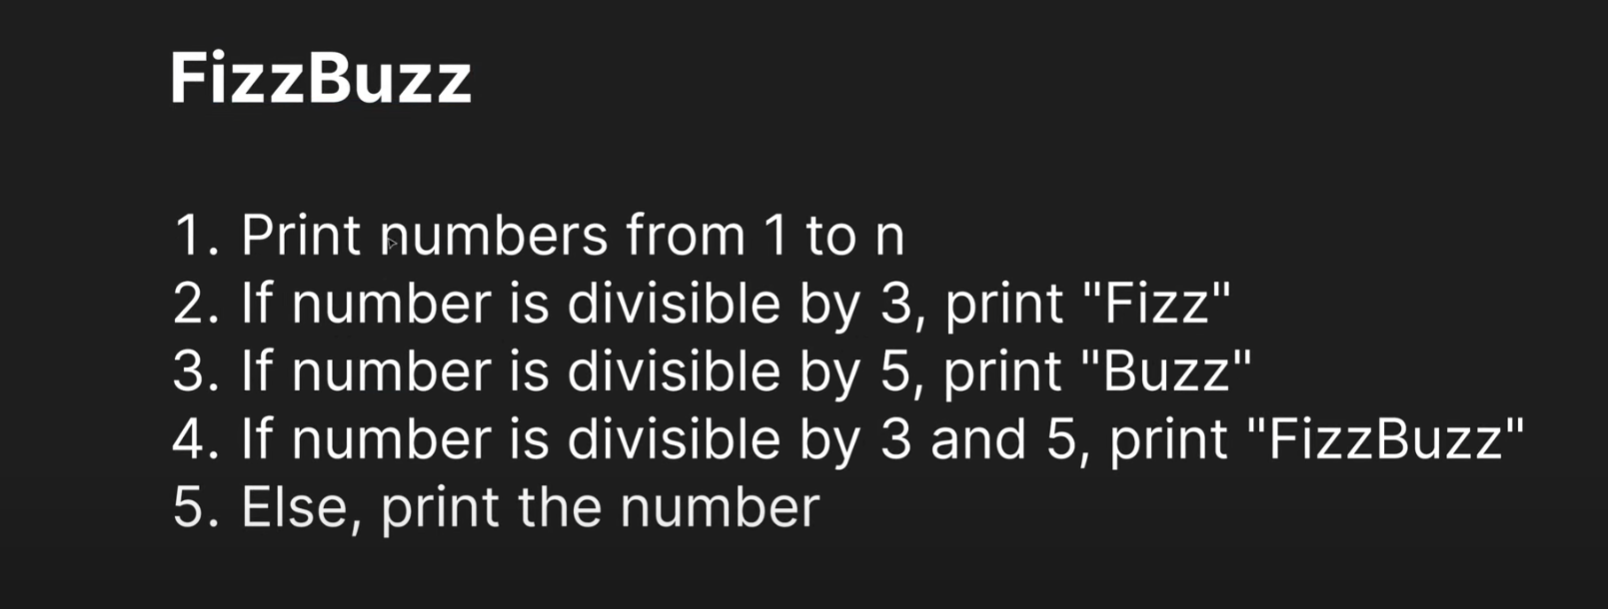 FizzBuzz
1. Print numbers from 1 to n
2. If number is divisible by 3, print "Fizz"
3. If number is divisible by 5, print "Buzz"
4. If number is divisible by 3 and 5, print "FizzBuzz"
5. Else, print the number